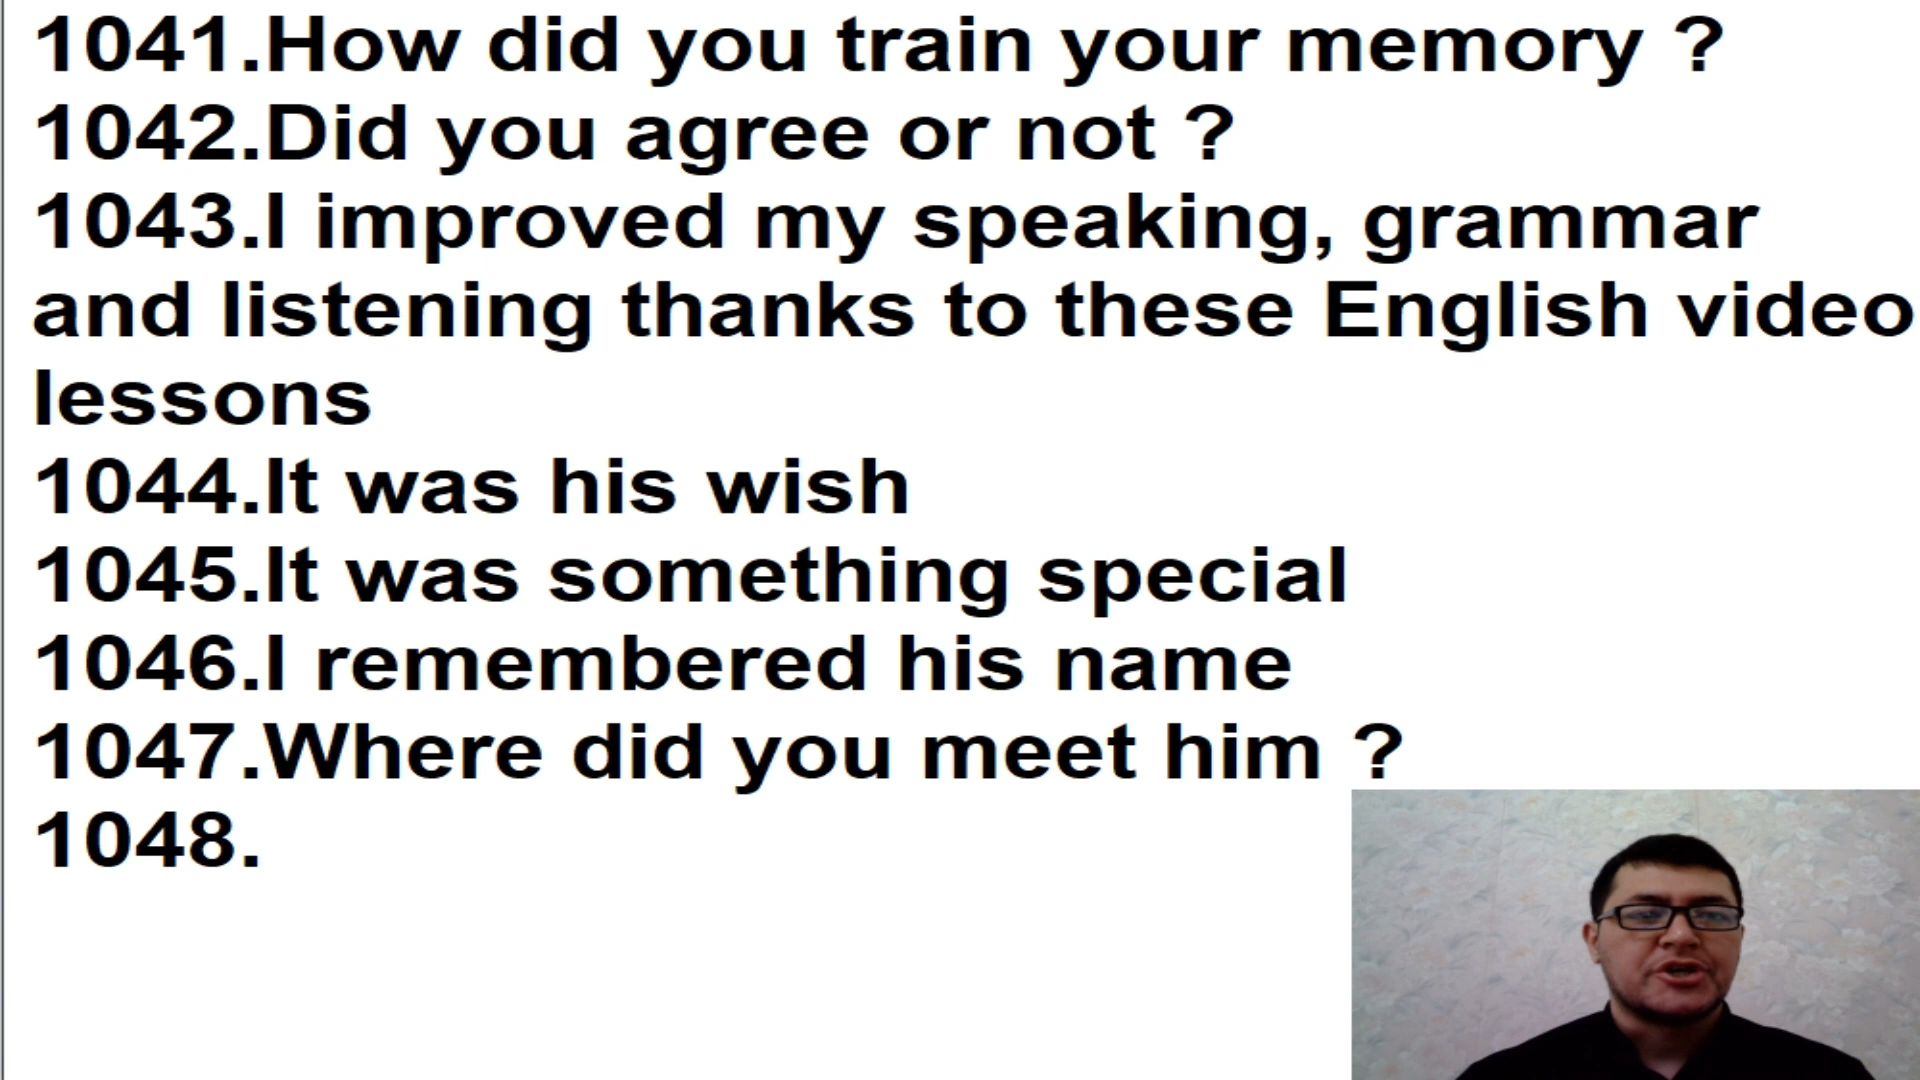 1041.How did you train your memory ?
1042.Did you agree or not ?
1043.I improved my speaking, grammar
and listening thanks to these English video
lessons
1044.It was his wish
1045.It was something special
1046.I remembered his name
1047.Where did you meet him ?
1048.